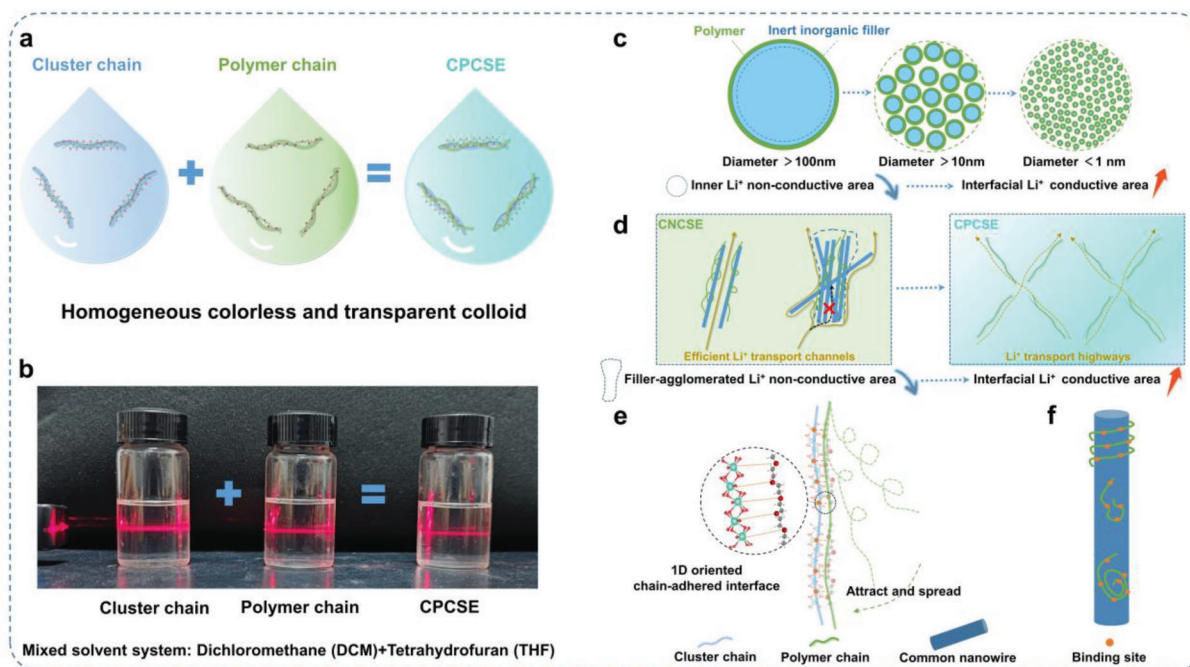 a
Cluster chain
Polymer chain
CPCSE
Homogeneous colorless and transparent colloid
b
Cluster chain
Polymer chain
CPCSE
Mixed solvent system: Dichloromethane (DCM)+Tetrahydrofuran (THF)
c
Polymer
Inert inorganic filler
Diameter > 100nm
Diameter > 10nm
Diameter < 1 nm
Inner Li⁺ non-conductive area
Interfacial Li⁺ conductive area
d
CNCSE
CPCSE
Efficient Li⁺ transport channels
Li⁺ transport highways
Filler-agglomerated Li⁺ non-conductive area
Interfacial Li⁺ conductive area
e
1D oriented
chain-adhered interface
Attract and spread
Cluster chain
Polymer chain
Common nanowire
f
Binding site